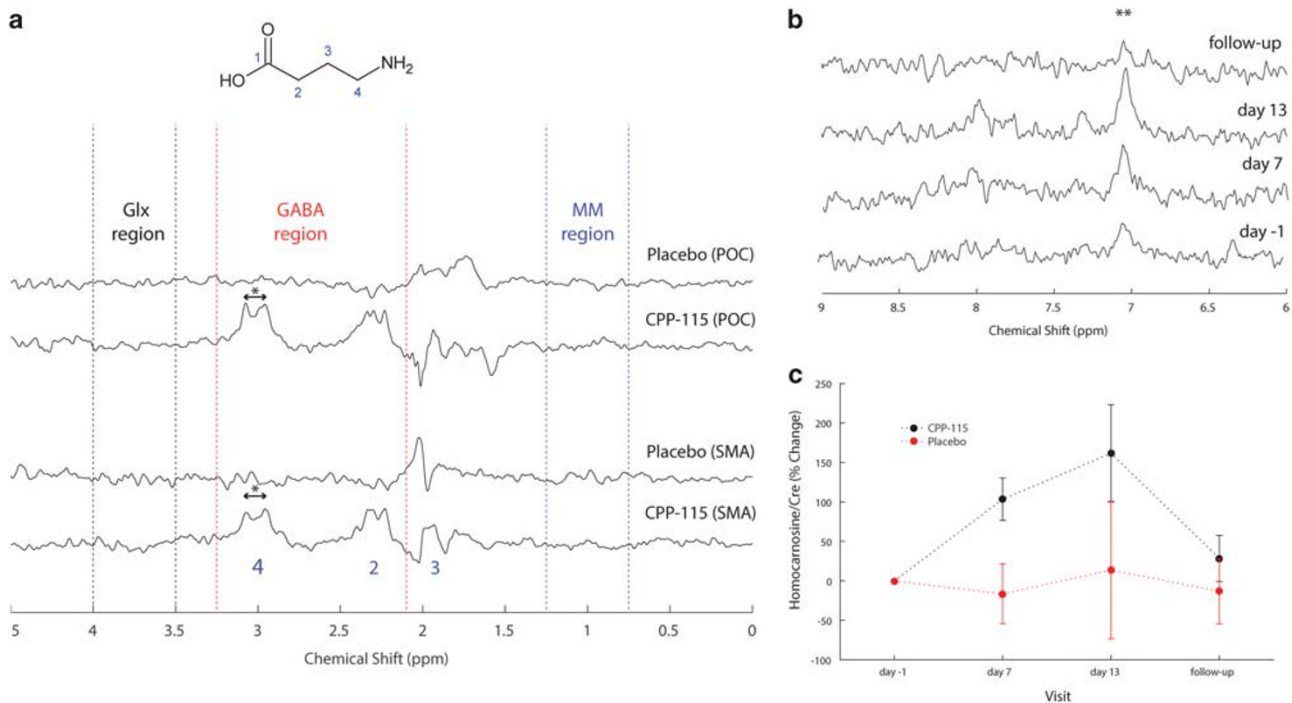 a
O
1
3
NH2
HO
2
4
Glx
region
GABA
region
MM
region
Placebo (POC)
*
CPP-115 (POC)
Placebo (SMA)
*
CPP-115 (SMA)
4
2
3
5
4
3.5
3
2.5
2
1.5
1
0.5
0
Chemical Shift (ppm)
b
**
follow-up
day 13
day 7
day -1
9
8.5
8
7.5
7
6.5
6
Chemical Shift (ppm)
c
250
200
150
100
50
0
-50
-100
Homocarnosine/Cre (% Change)
CPP-115
Placebo
day -1
day 7
day 13
follow-up
Visit